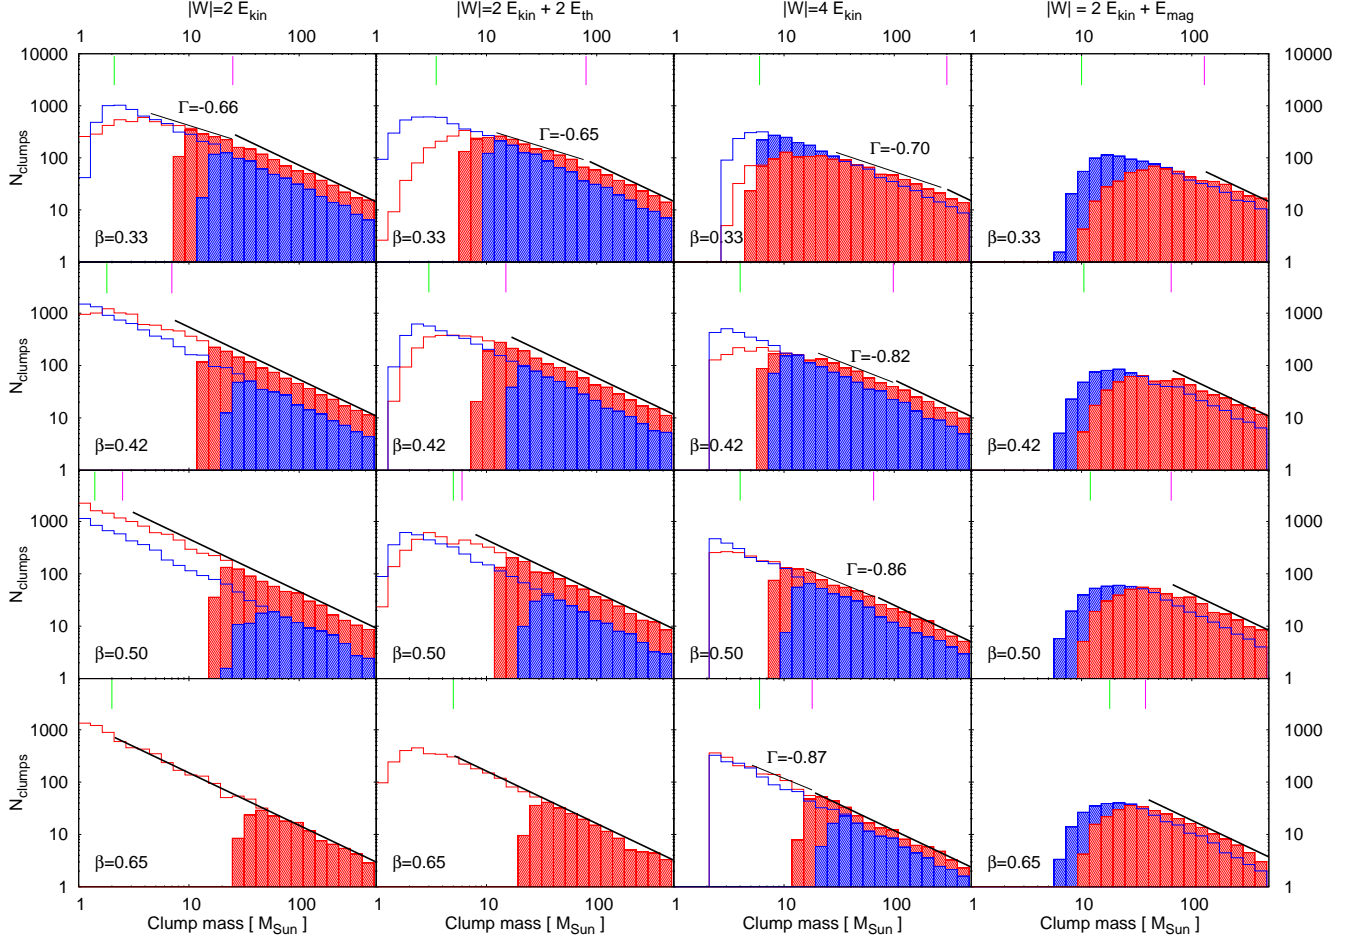 |W|=2 E_kin |W|=2 E_kin + 2 E_th |W|=4 E_kin |W| = 2 E_kin + E_mag
1 10 100 1 10 100 1 10 100 1 10 100 1
10000 10000
1000 1000
100 100
10 10
1 1
N_clumps
Γ=-0.66 Γ=-0.65 Γ=-0.70
β=0.33 β=0.33 β=0.33 β=0.33
1000 1000
100 100
10 10
1 1
N_clumps
Γ=-0.82
β=0.42 β=0.42 β=0.42 β=0.42
1000 1000
100 100
10 10
1 1
N_clumps
Γ=-0.86
β=0.50 β=0.50 β=0.50 β=0.50
1000 1000
100 100
10 10
1 1
N_clumps
Γ=-0.87
β=0.65 β=0.65 β=0.65 β=0.65
1 10 100 1 10 100 1 10 100 1 10 100
Clump mass [ M_Sun ] Clump mass [ M_Sun ] Clump mass [ M_Sun ] Clump mass [ M_Sun ]